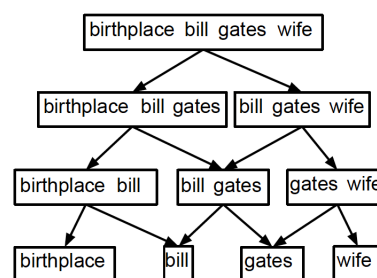 birthplace bill gates wife
birthplace bill gates
bill gates wife
birthplace bill
bill gates
gates wife
birthplace
bill
gates
wife